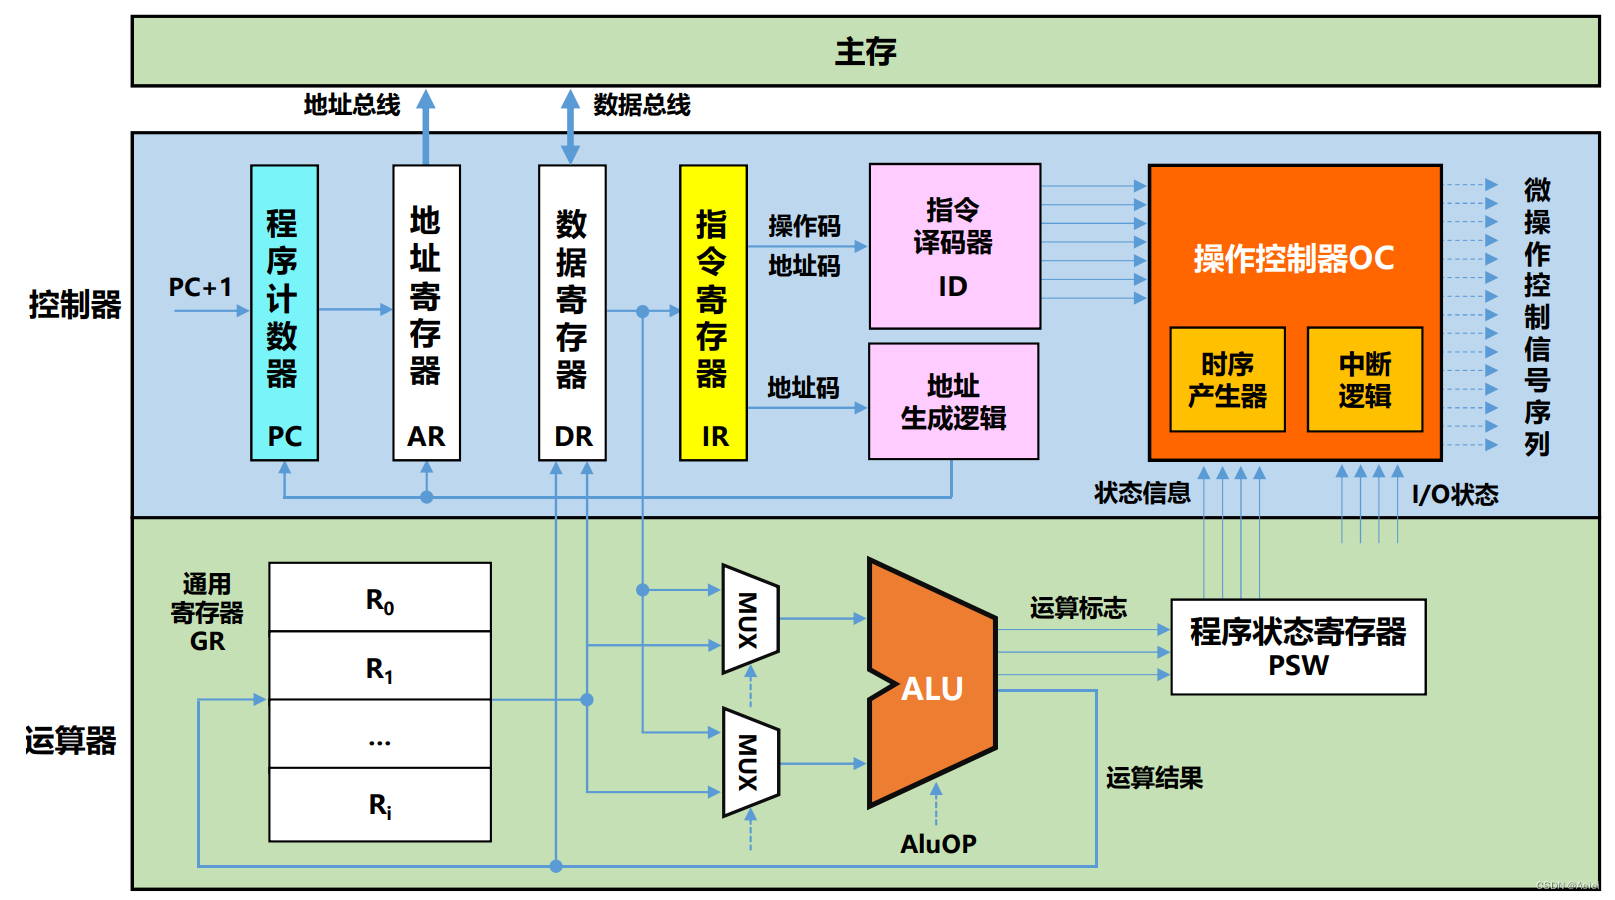 主存
地址总线
数据总线
控制器
PC+1
程序计数器
PC
地址寄存器
AR
数据寄存器
DR
指令寄存器
IR
操作码
地址码
地址码
指令
译码器
ID
地址
生成逻辑
操作控制器OC
时序
产生器
中断
逻辑
微操作控制信号序列
状态信息
I/O状态
运算器
通用
寄存器
GR
R0
R1
...
Ri
MUX
MUX
ALU
AluOP
运算标志
程序状态寄存器
PSW
运算结果